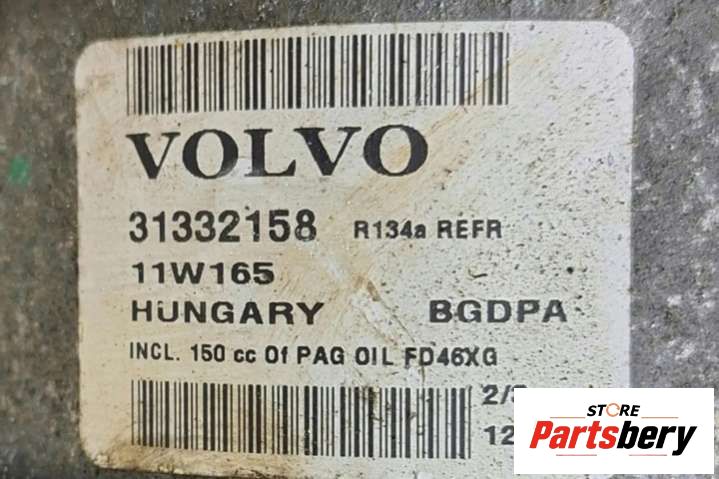 VOLVO
31332158 R134a REFR
11W165
HUNGARY BGDPA
INCL. 150 cc Of PAG OIL FD46XG
STORE
Partsbery